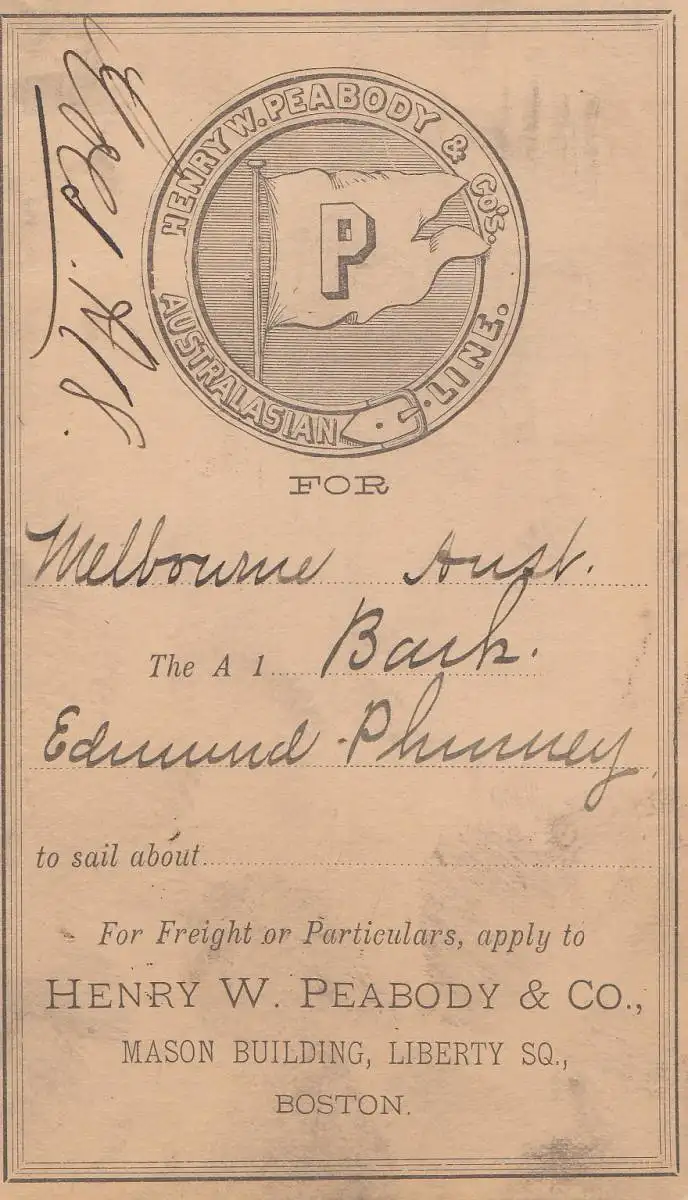 HENRY W. PEABODY & Co's.
AUSTRALASIAN LINE.
P
FOR
Melbourne Aust.
The A 1 Bark.
Edmund Phinney
to sail about
For Freight or Particulars, apply to
HENRY W. PEABODY & CO.,
MASON BUILDING, LIBERTY SQ.,
BOSTON.